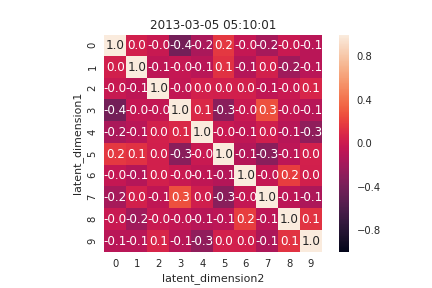 2013-03-05 05:10:01
latent_dimension1
0 1.0 0.0 -0.0 -0.4 -0.2 0.2 -0.0 -0.2 -0.0 -0.1
1 0.0 1.0 -0.1 -0.0 -0.1 0.1 -0.1 0.0 -0.2 -0.1
2 -0.0 -0.1 1.0 -0.0 0.0 0.0 0.0 -0.1 -0.0 0.1
3 -0.4 -0.0 -0.0 1.0 0.1 -0.3 -0.0 0.3 -0.0 -0.1
4 -0.2 -0.1 0.0 0.1 1.0 -0.0 -0.1 0.0 -0.1 -0.3
5 0.2 0.1 0.0 -0.3 -0.0 1.0 -0.1 -0.3 -0.1 0.0
6 -0.0 -0.1 0.0 -0.0 -0.1 -0.1 1.0 -0.0 0.2 0.0
7 -0.2 0.0 -0.1 0.3 0.0 -0.3 -0.0 1.0 -0.1 -0.1
8 -0.0 -0.2 -0.0 -0.0 -0.1 -0.1 0.2 -0.1 1.0 0.1
9 -0.1 -0.1 0.1 -0.1 -0.3 0.0 0.0 -0.1 0.1 1.0
0 1 2 3 4 5 6 7 8 9
latent_dimension2
0.8
0.4
0.0
−0.4
−0.8